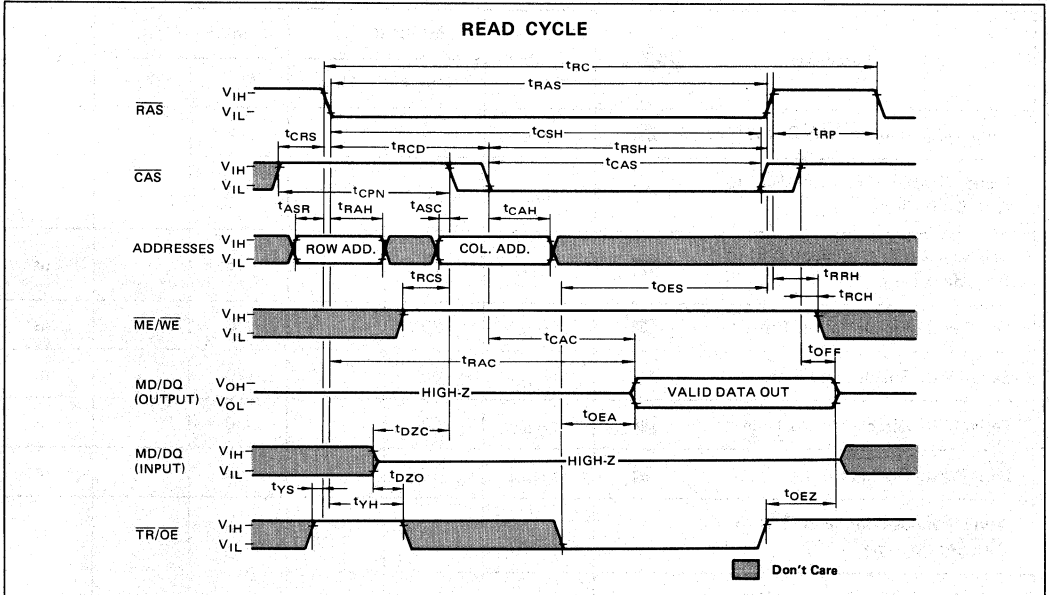 READ CYCLE
tRC
tRAS
RAS VIH
VIL
tCRS tCSH tRP
tRCD tRSH
CAS VIH tCAS
VIL tCPN
tASR tRAH tASC tCAH
ADDRESSES VIH ROW ADD. COL. ADD.
VIL
tRCS tOES tRRH
tRCH
ME/WE VIH
VIL
tCAC
tRAC tOFF
MD/DQ (OUTPUT) VOH HIGH-Z VALID DATA OUT
VOL
tOEA
tDZC
MD/DQ (INPUT) VIH HIGH-Z
VIL
tYS tDZO
tYH tOEZ
TR/OE VIH
VIL
Don't Care